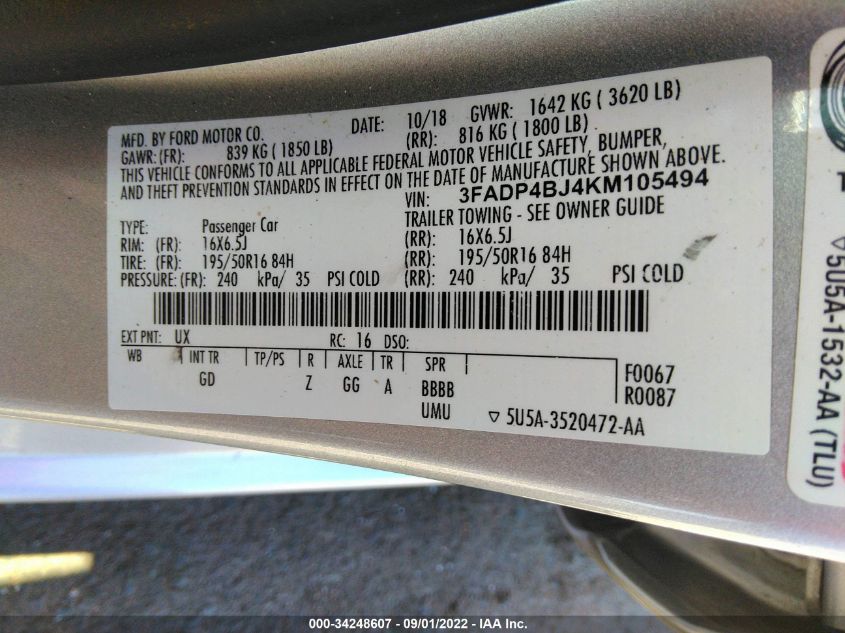 MFD. BY FORD MOTOR CO. DATE: 10/18 GVWR: 1642 KG ( 3620 LB)
GAWR: (FR): 839 KG ( 1850 LB) (RR): 816 KG ( 1800 LB)
THIS VEHICLE CONFORMS TO ALL APPLICABLE FEDERAL MOTOR VEHICLE SAFETY, BUMPER,
AND THEFT PREVENTION STANDARDS IN EFFECT ON THE DATE OF MANUFACTURE SHOWN ABOVE.
VIN: 3FADP4BJ4KM105494
TYPE: Passenger Car TRAILER TOWING - SEE OWNER GUIDE
RIM: (FR): 16X6.5J (RR): 16X6.5J
TIRE: (FR): 195/50R16 84H (RR): 195/50R16 84H
PRESSURE: (FR): 240 kPa/ 35 PSI COLD (RR): 240 kPa/ 35 PSI COLD
EXT PNT: UX RC: 16 DSO:
WB INT TR TP/PS R AXLE TR SPR
GD Z GG A BBBB
UMU
F0067
R0087
▽ 5U5A-3520472-AA
▽ 5U5A-1532-AA (TLU)
000-34248607 - 09/01/2022 - IAA Inc.